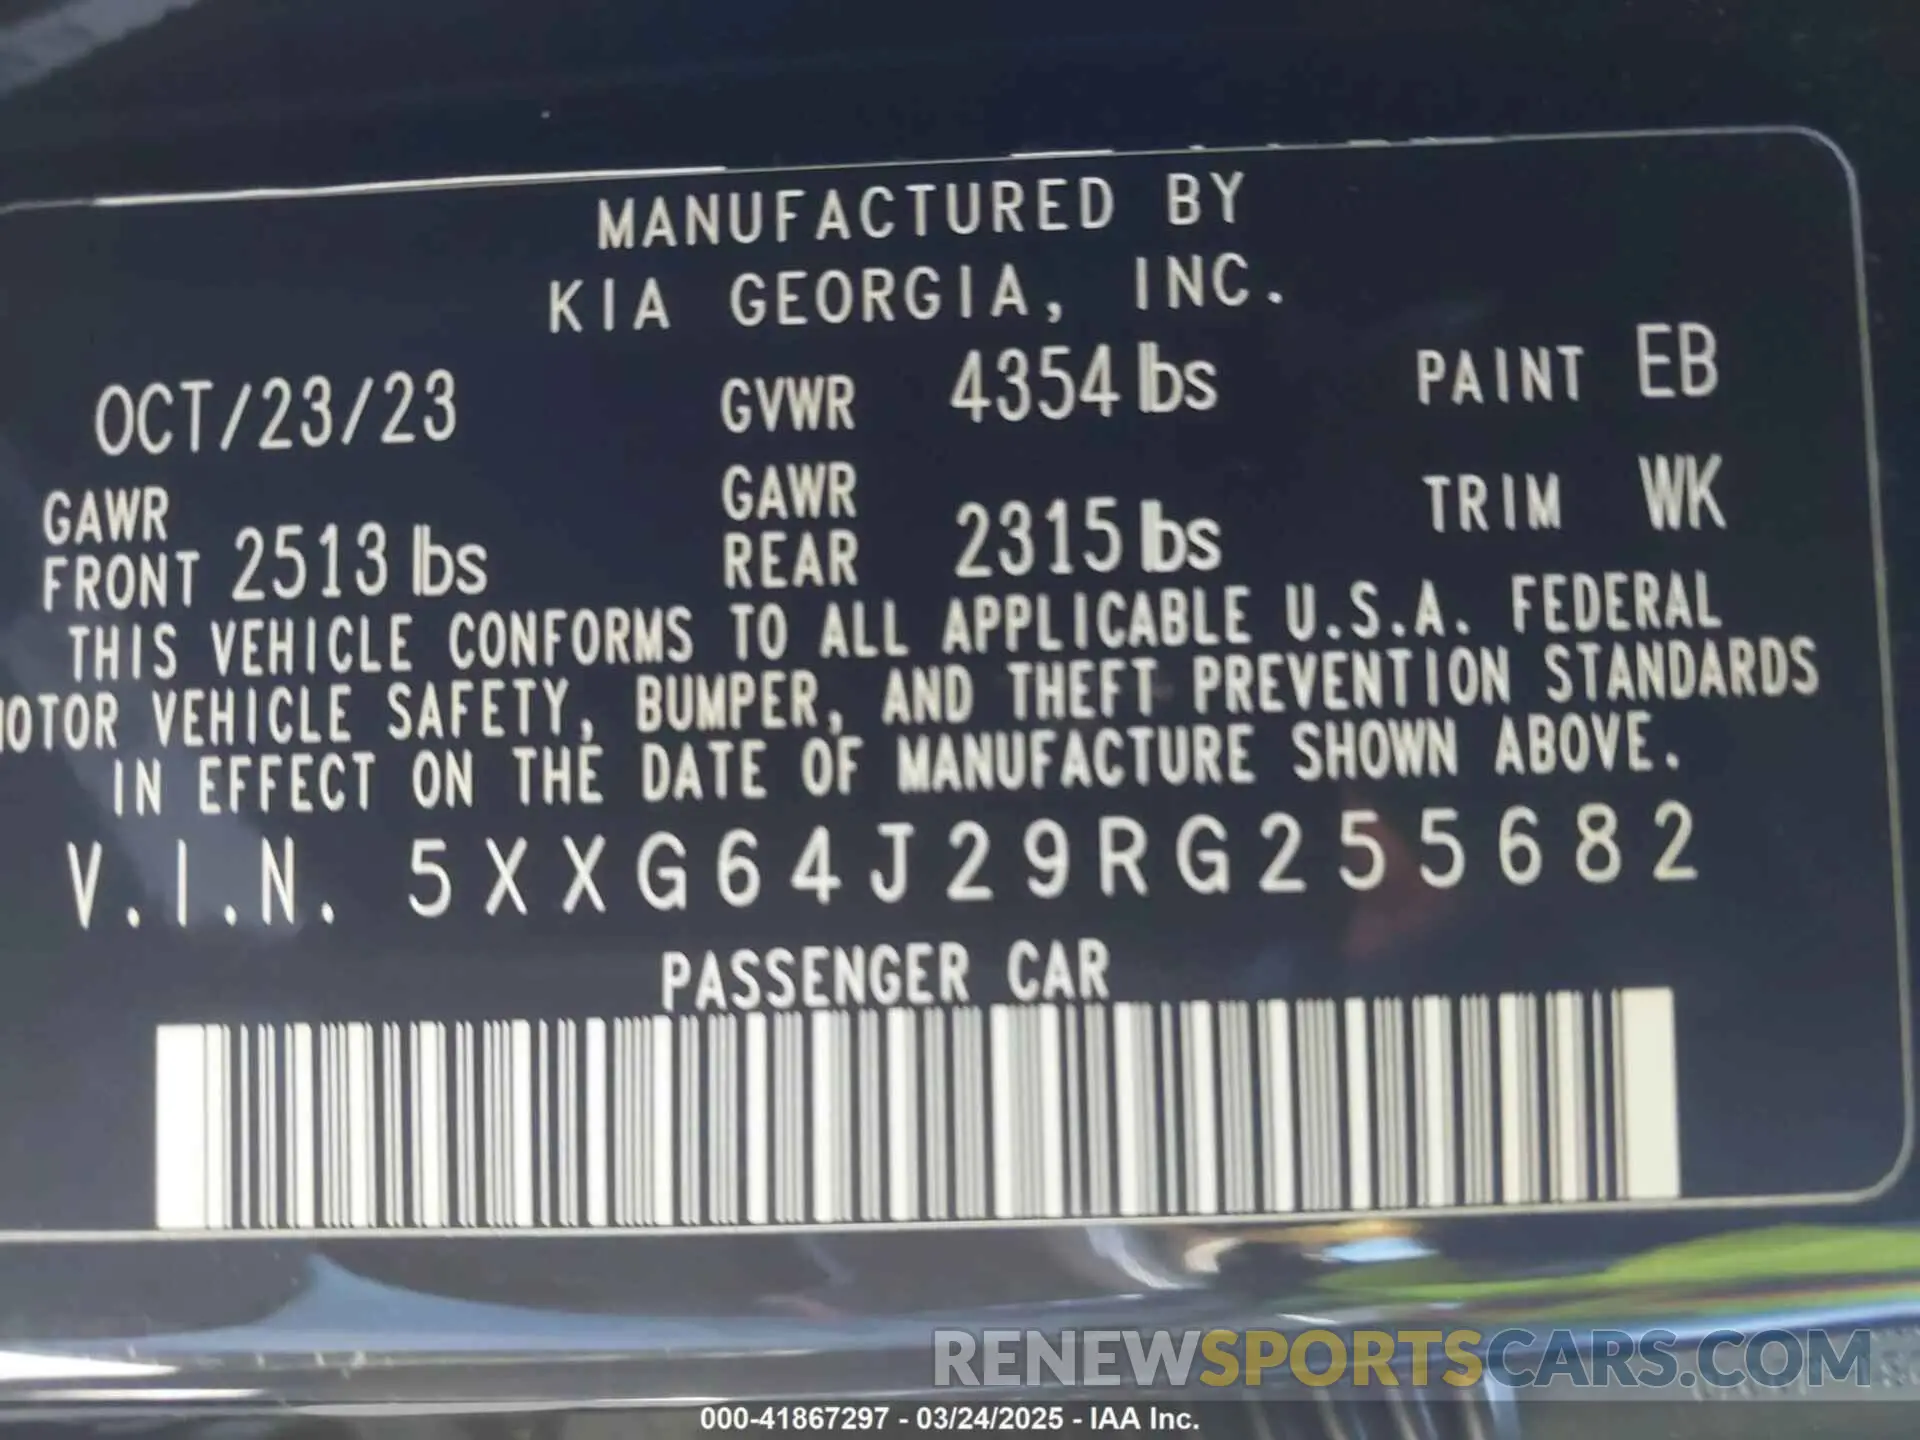 MANUFACTURED BY
KIA GEORGIA, INC.
OCT/23/23 GVWR 4354 lbs PAINT EB
GAWR FRONT 2513 lbs GAWR REAR 2315 lbs TRIM WK
THIS VEHICLE CONFORMS TO ALL APPLICABLE U.S.A. FEDERAL
MOTOR VEHICLE SAFETY, BUMPER, AND THEFT PREVENTION STANDARDS
IN EFFECT ON THE DATE OF MANUFACTURE SHOWN ABOVE.
V.I.N. 5XXG64J29RG255682
PASSENGER CAR
RENEWSPORTSCARS.COM
000-41867297 - 03/24/2025 - IAA Inc.